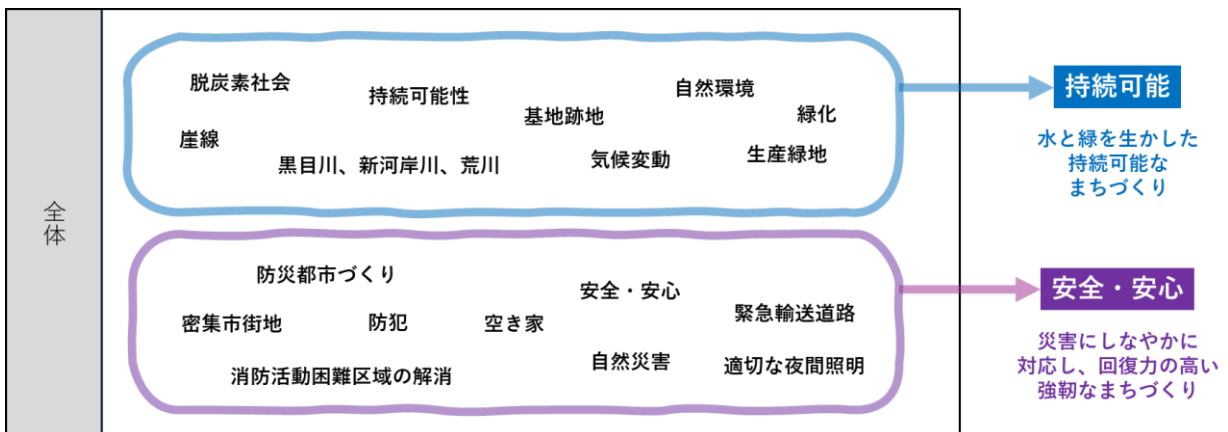 全体
脱炭素社会
持続可能性
自然環境
基地跡地
緑化
崖線
黒目川、新河岸川、荒川
気候変動
生産緑地
持続可能
水と緑を生かした
持続可能な
まちづくり
防災都市づくり
安全・安心
密集市街地
防犯
空き家
緊急輸送道路
消防活動困難区域の解消
自然災害
適切な夜間照明
安全・安心
災害にしなやかに
対応し、回復力の高い
強靭なまちづくり